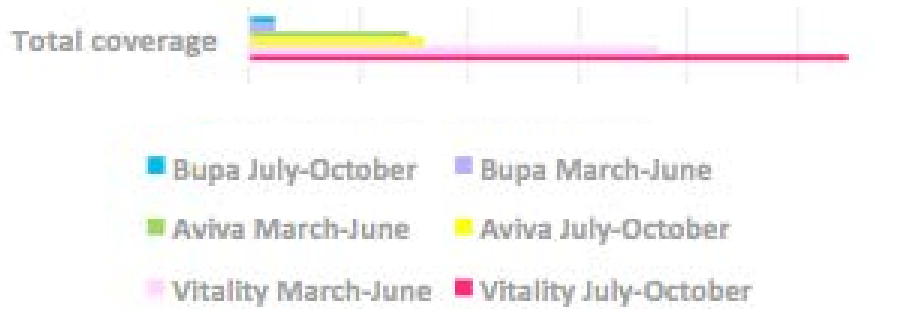 Total coverage
Bupa July-October Bupa March-June
Aviva March-June Aviva July-October
Vitality March-June Vitality July-October